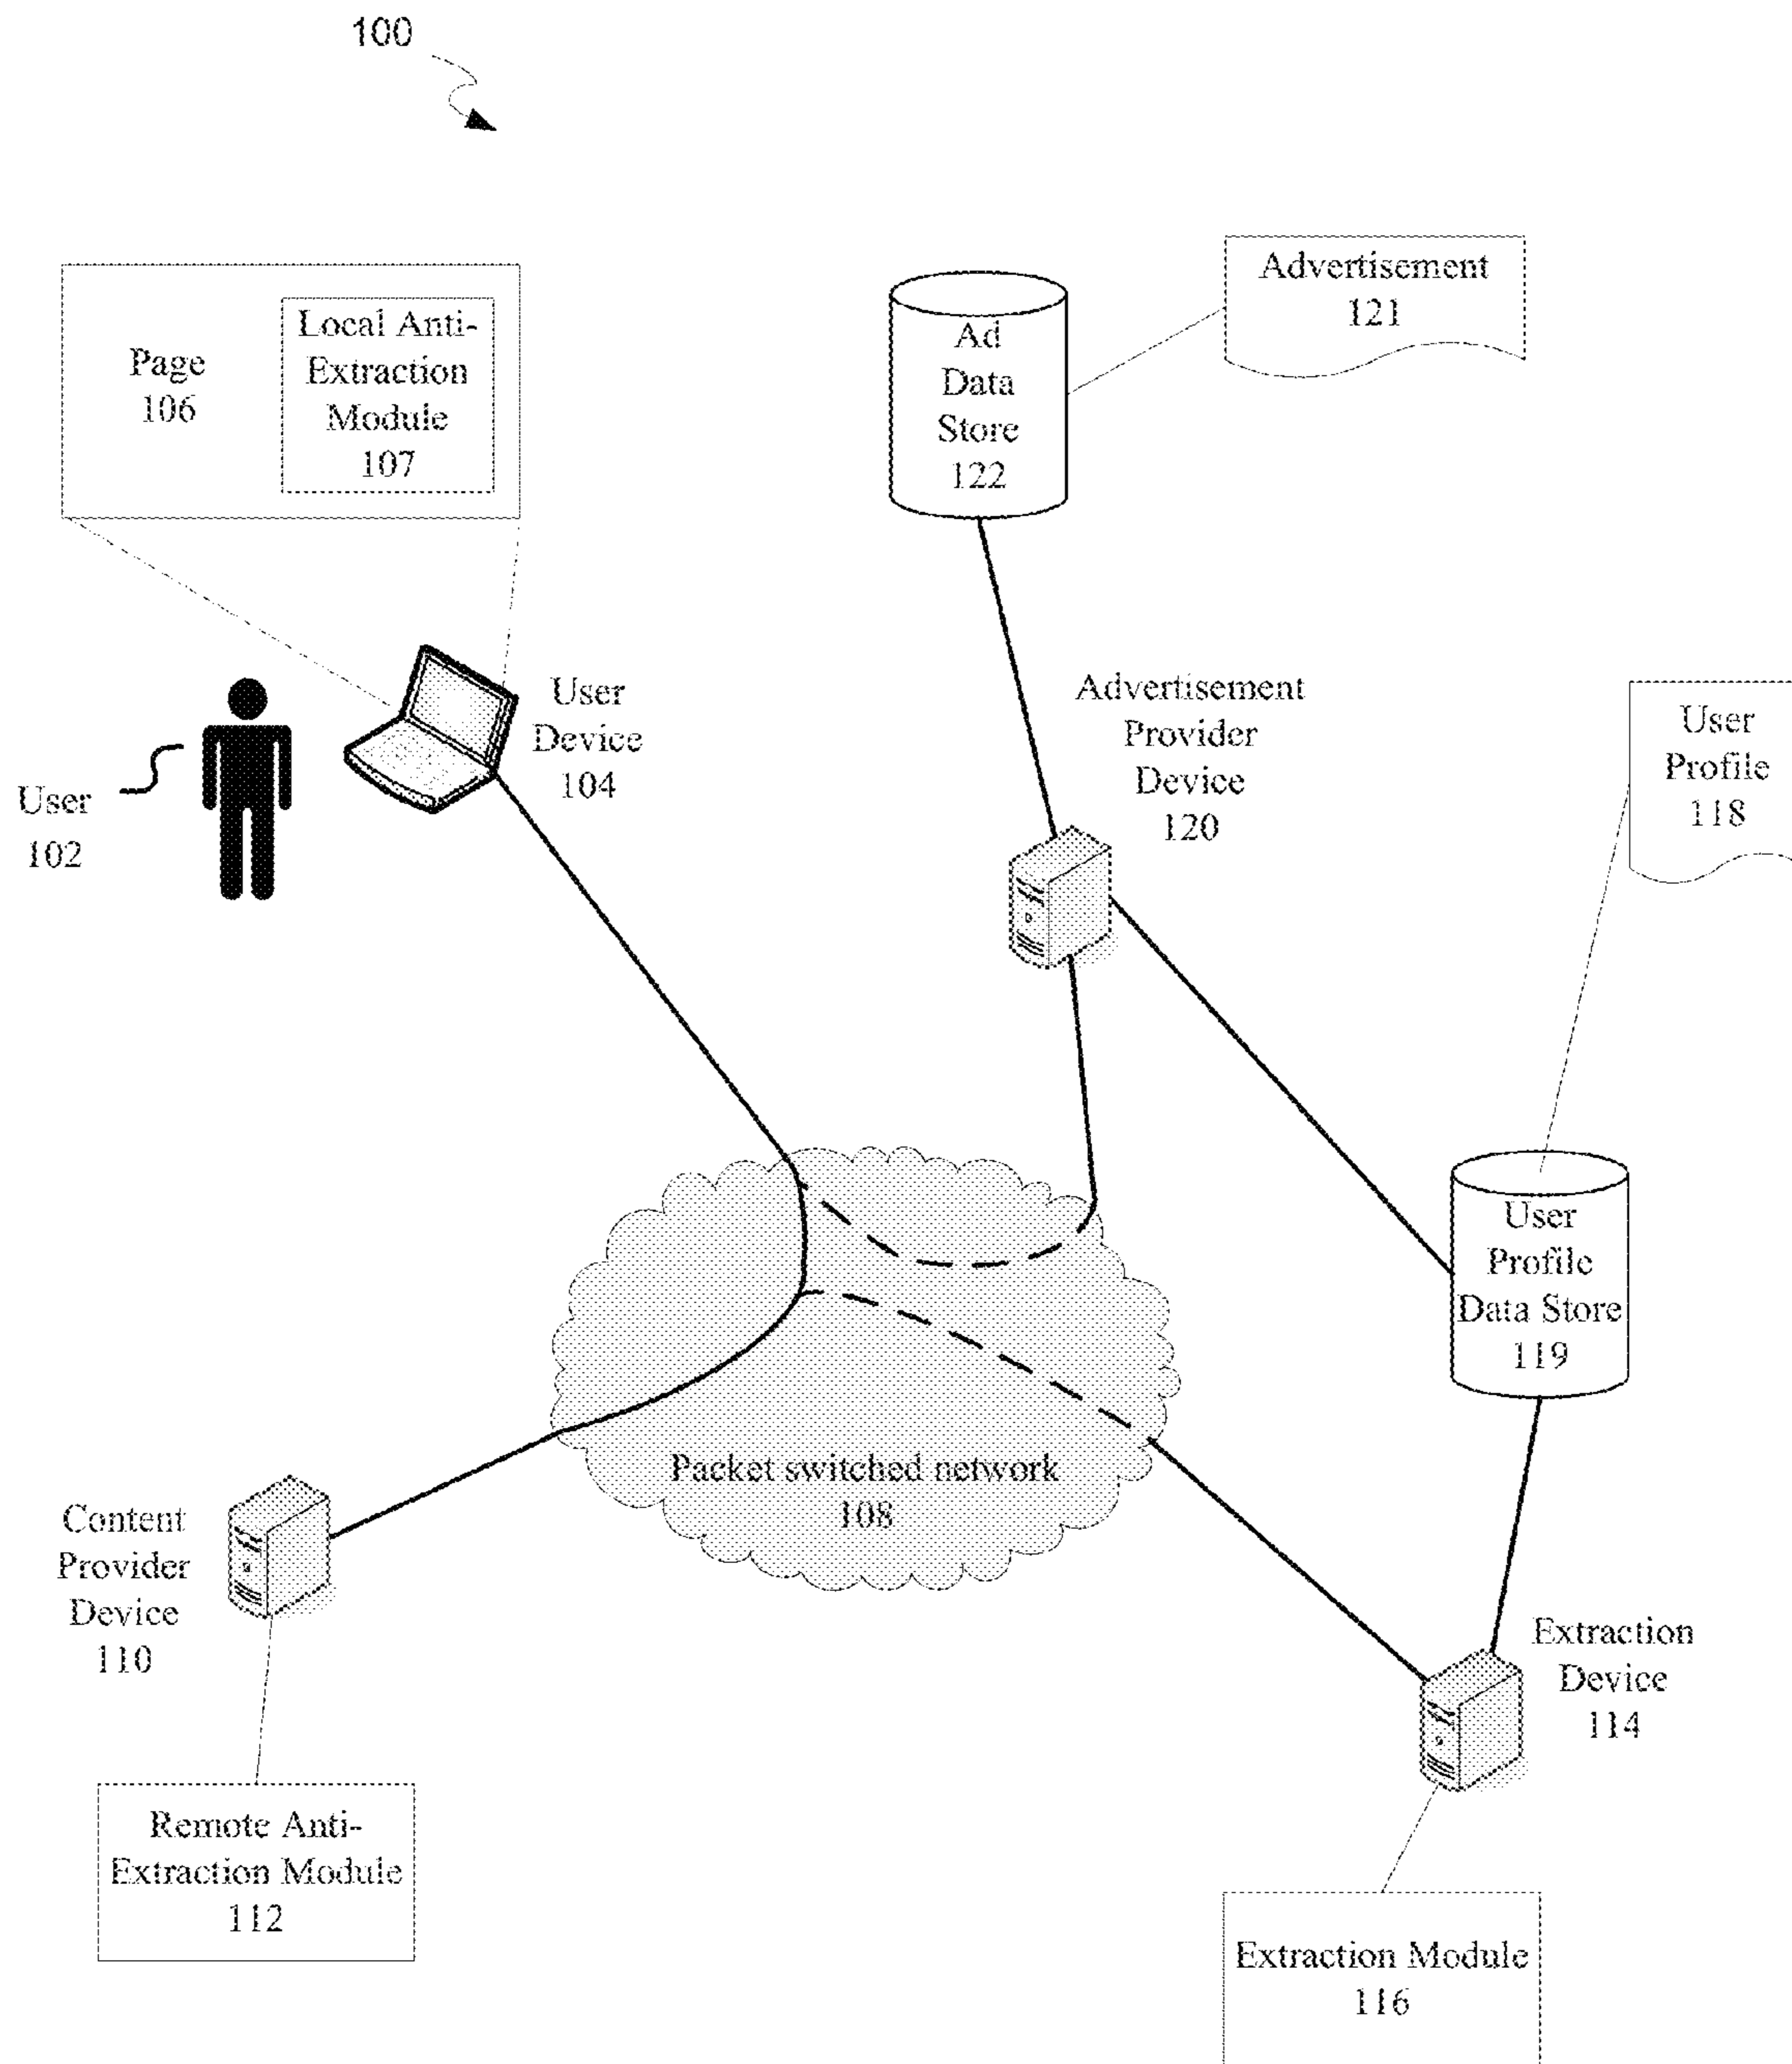 100
Page
106
Local Anti-
Extraction
Module
107
Ad
Data
Store
122
Advertisement
121
User
102
User
Device
104
Advertisement
Provider
Device
120
User
Profile
118
User
Profile
Data Store
119
Packet switched network
108
Content
Provider
Device
110
Remote Anti-
Extraction Module
112
Extraction
Device
114
Extraction Module
116